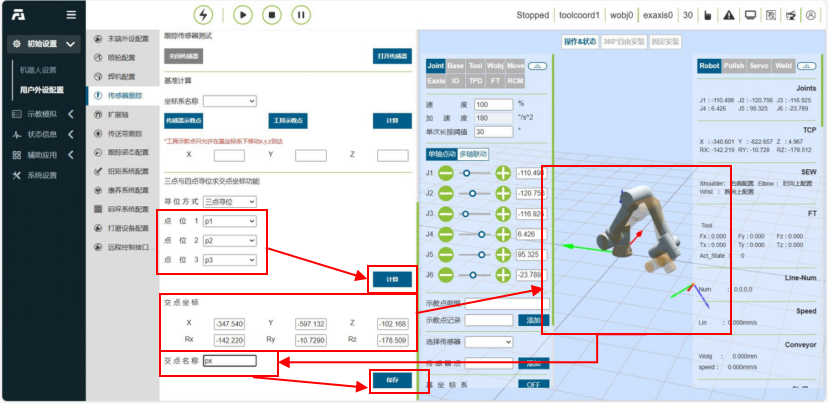 Stopped toolcoord1 wobj0 exaxis0 30
初始设置
机器人设置
用户外设配置
示教模拟
状态信息
辅助应用
系统设置
末端外设配置
喷枪配置
焊机配置
传感器跟踪
扩展轴
传送带跟踪
跟踪姿态配置
扭矩系统配置
康养系统配置
码垛系统配置
打磨设备配置
远程控制接口
跟踪传感器测试
关闭传感器 打开传感器
基准计算
坐标系名称
传感器示教点 工具示教点 计算
*工具示教点只允许在基坐标系下移动x,y,z到达
X Y Z
三点与四点寻位求交点坐标功能
寻位方式 三点寻位
点 位 1 p1
点 位 2 p2
点 位 3 p3
计算
交点坐标
X -347.540 Y -597.132 Z -102.168
Rx -142.220 Ry -10.7290 Rz -178.509
交点名称 px
保存
操作&状态 360°自由安装 固定安装
Joint Base Tool Wobj Move
Eaxis IO TPD FT RCM
速 度 100 %
加 速 度 180 °/s^2
单次长按阈值 30 °
单轴点动 多轴联动
J1 -110.498
J2 -120.756
J3 -116.925
J4 6.426
J5 95.325
J6 -23.789
示教点记录 添加
选择传感器
传感器点 添加
基 坐 标 系 OFF
Robot Polish Servo Weld
Joints
J1 : -110.498 J2 : -120.756 J3 : -116.925
J4 : 6.426 J5 : 95.325 J6 : -23.789
TCP
X : -340.601 Y : -622.657 Z : 4.967
RX: -142.219 RY: -10.728 RZ: -178.512
SEW
Shoulder: 右肩配置 Elbow : 肘向上配置
Wrist : 腕向上配置
FT
Tool
Fx : 0.000 Fy : 0.000 Fz : 0.000
Tx : 0.000 Ty : 0.000 Tz : 0.000
Act_State : 0
Line-Num
Num : 0,0,0,0
Speed
Lin : 0.000mm/s
Conveyor
Wobj : 0.000mm
speed : 0.000mm/s